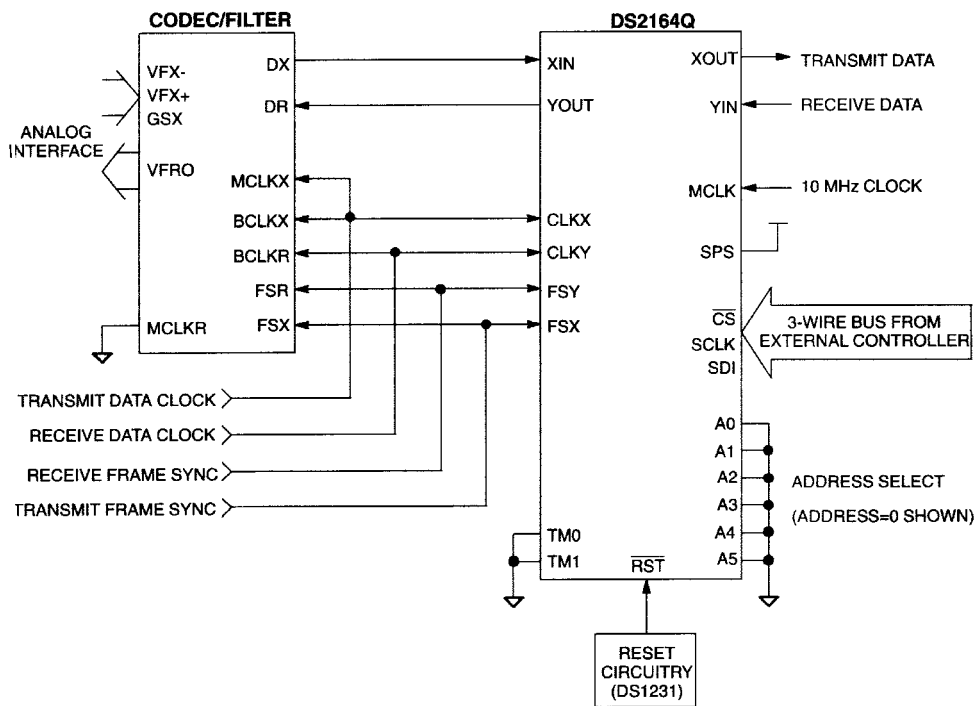 CODEC/FILTER
DS2164Q
VFX-
VFX+
GSX
ANALOG
INTERFACE
VFRO
MCLKR
DX
DR
MCLKX
BCLKX
BCLKR
FSR
FSX
XIN
YOUT
CLKX
CLKY
FSY
FSX
TM0
TM1
XOUT
TRANSMIT DATA
YIN
RECEIVE DATA
MCLK
10 MHz CLOCK
SPS
CS
SCLK
SDI
3-WIRE BUS FROM
EXTERNAL CONTROLLER
A0
A1
A2
A3
A4
A5
ADDRESS SELECT
(ADDRESS=0 SHOWN)
TRANSMIT DATA CLOCK
RECEIVE DATA CLOCK
RECEIVE FRAME SYNC
TRANSMIT FRAME SYNC
RST
RESET
CIRCUITRY
(DS1231)